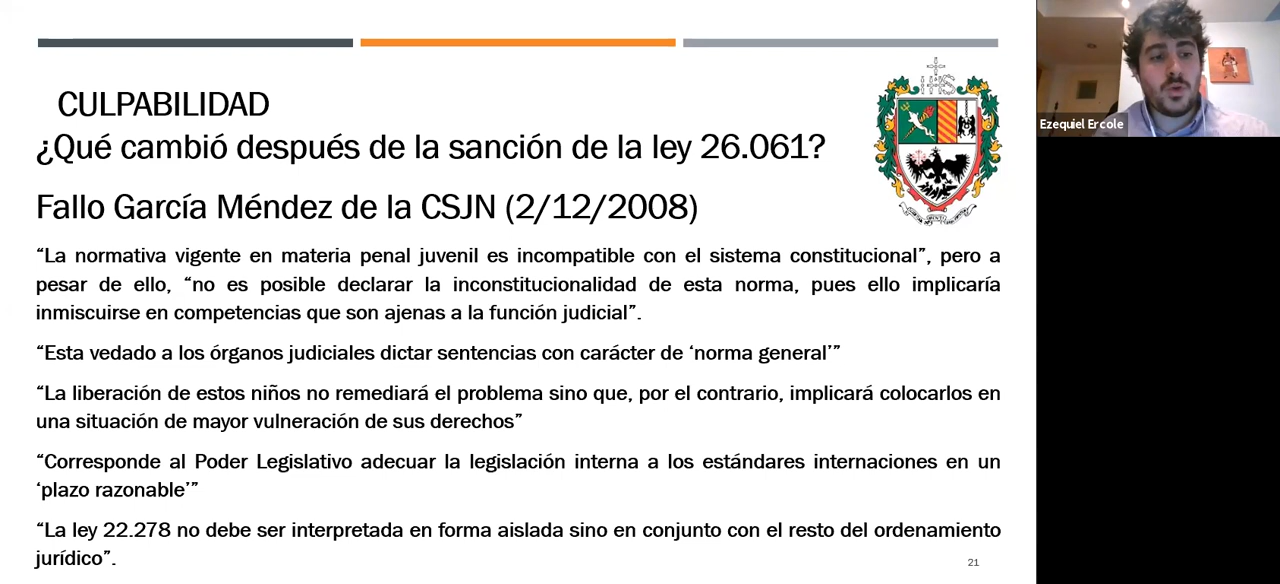 CULPABILIDAD
¿Qué cambió después de la sanción de la ley 26.061?
Fallo García Méndez de la CSJN (2/12/2008)
“La normativa vigente en materia penal juvenil es incompatible con el sistema constitucional”, pero a
pesar de ello, “no es posible declarar la inconstitucionalidad de esta norma, pues ello implicaría
inmiscuirse en competencias que son ajenas a la función judicial”.
“Esta vedado a los órganos judiciales dictar sentencias con carácter de ‘norma general’”
“La liberación de estos niños no remediará el problema sino que, por el contrario, implicará colocarlos en
una situación de mayor vulneración de sus derechos”
“Corresponde al Poder Legislativo adecuar la legislación interna a los estándares internaciones en un
‘plazo razonable’”
“La ley 22.278 no debe ser interpretada en forma aislada sino en conjunto con el resto del ordenamiento
jurídico”.
21
IHS
Ezequiel Ercole